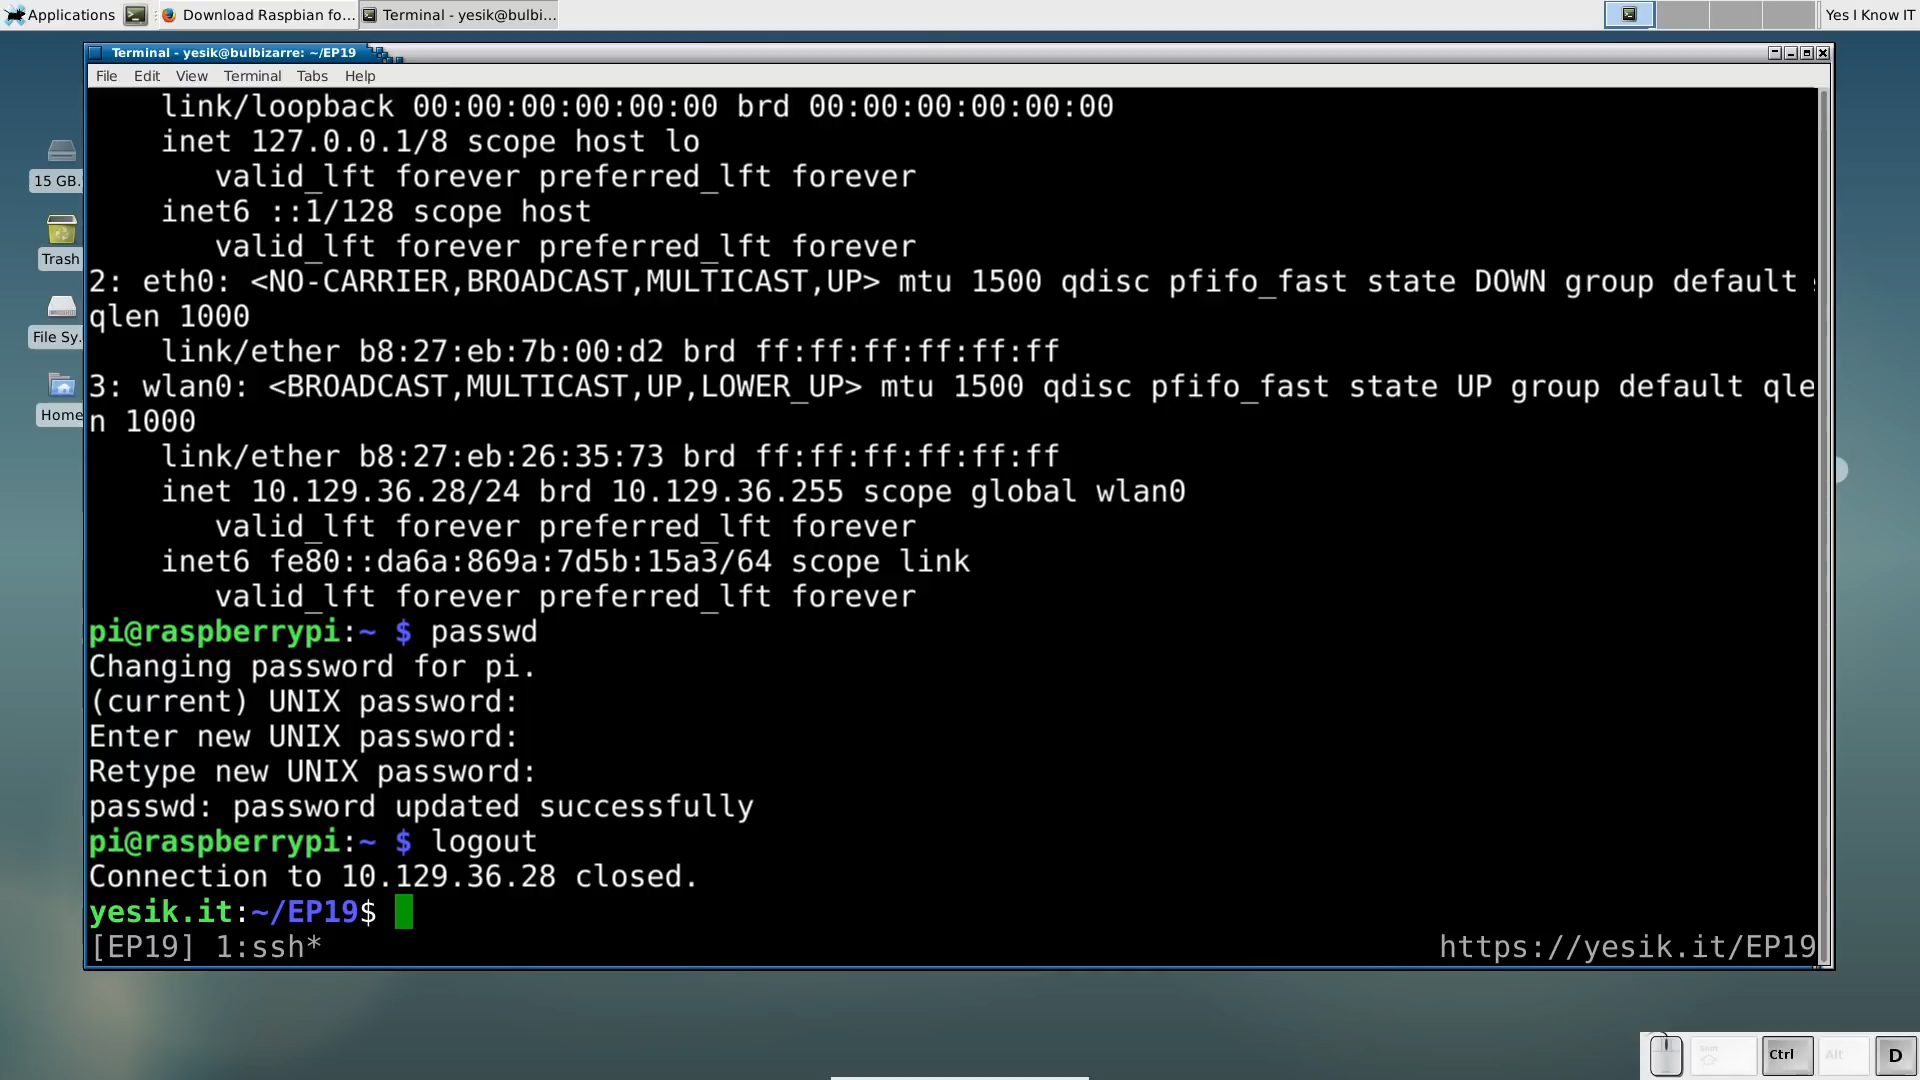 Applications
Download Raspbian fo...
Terminal - yesik@bulbi...
Yes I Know IT
Terminal - yesik@bulbizarre: ~/EP19
File Edit View Terminal Tabs Help
link/loopback 00:00:00:00:00:00 brd 00:00:00:00:00:00
inet 127.0.0.1/8 scope host lo
valid_lft forever preferred_lft forever
inet6 ::1/128 scope host
valid_lft forever preferred_lft forever
2: eth0: <NO-CARRIER,BROADCAST,MULTICAST,UP> mtu 1500 qdisc pfifo_fast state DOWN group default
qlen 1000
link/ether b8:27:eb:7b:00:d2 brd ff:ff:ff:ff:ff:ff
3: wlan0: <BROADCAST,MULTICAST,UP,LOWER_UP> mtu 1500 qdisc pfifo_fast state UP group default qle
n 1000
link/ether b8:27:eb:26:35:73 brd ff:ff:ff:ff:ff:ff
inet 10.129.36.28/24 brd 10.129.36.255 scope global wlan0
valid_lft forever preferred_lft forever
inet6 fe80::da6a:869a:7d5b:15a3/64 scope link
valid_lft forever preferred_lft forever
pi@raspberrypi:~ $ passwd
Changing password for pi.
(current) UNIX password:
Enter new UNIX password:
Retype new UNIX password:
passwd: password updated successfully
pi@raspberrypi:~ $ logout
Connection to 10.129.36.28 closed.
yesik.it:~/EP19$
[EP19] 1:ssh*
https://yesik.it/EP19
15 GB.
Trash
File Sy.
Home
Shift
Ctrl
Alt
D